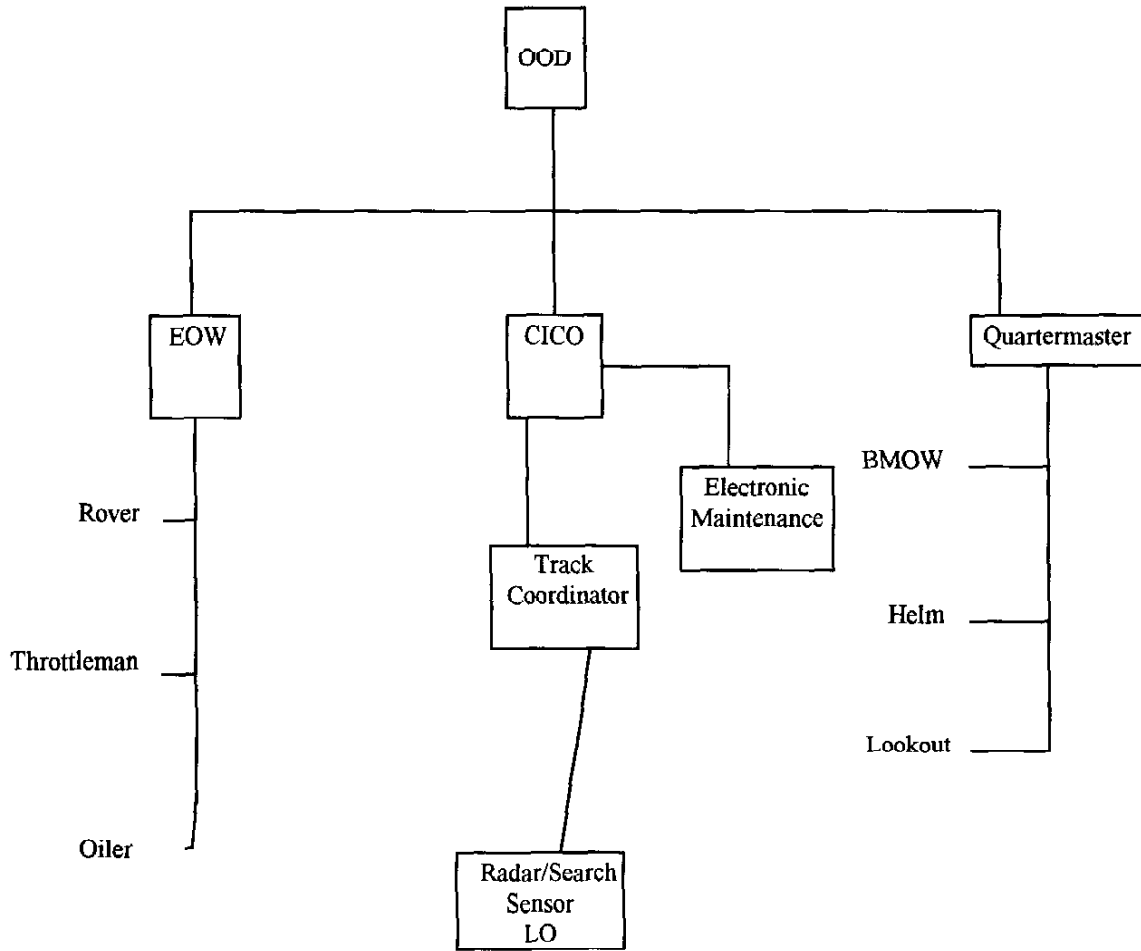 OOD
EOW
CICO
Quartermaster
Rover
Throttleman
Oiler
Electronic
Maintenance
Track
Coordinator
Radar/Search
Sensor
LO
BMOW
Helm
Lookout